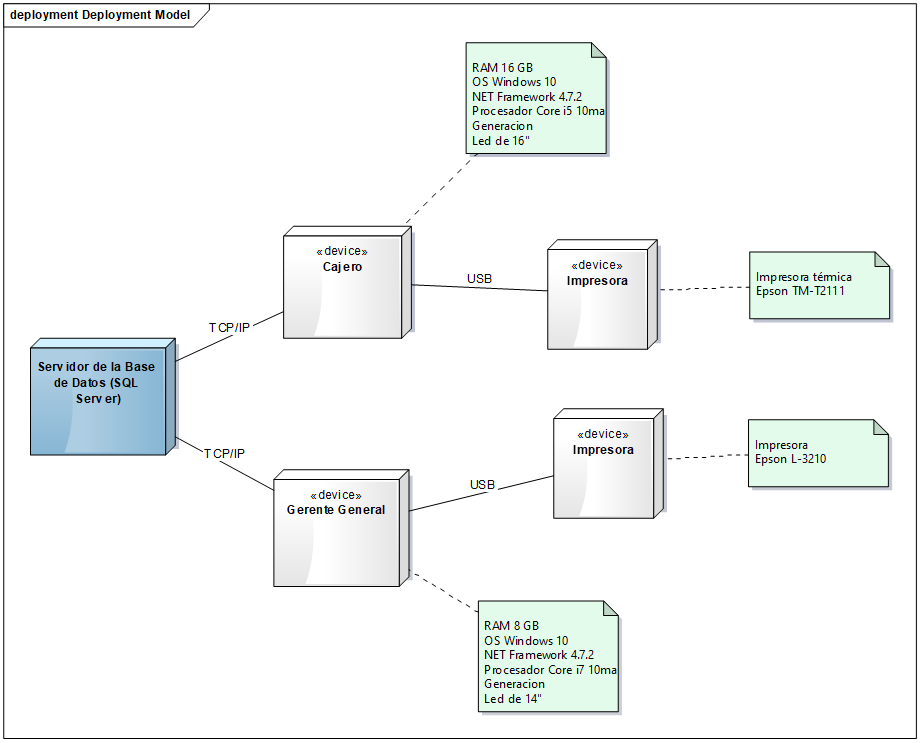 deployment Deployment Model
RAM 16 GB
OS Windows 10
NET Framework 4.7.2
Procesador Core i5 10ma
Generacion
Led de 16"
«device»
Cajero
USB
«device»
Impresora
Impresora térmica
Epson TM-T2111
TCP/IP
Servidor de la Base
de Datos (SQL
Server)
TCP/IP
«device»
Gerente General
USB
«device»
Impresora
Impresora
Epson L-3210
RAM 8 GB
OS Windows 10
NET Framework 4.7.2
Procesador Core i7 10ma
Generacion
Led de 14"